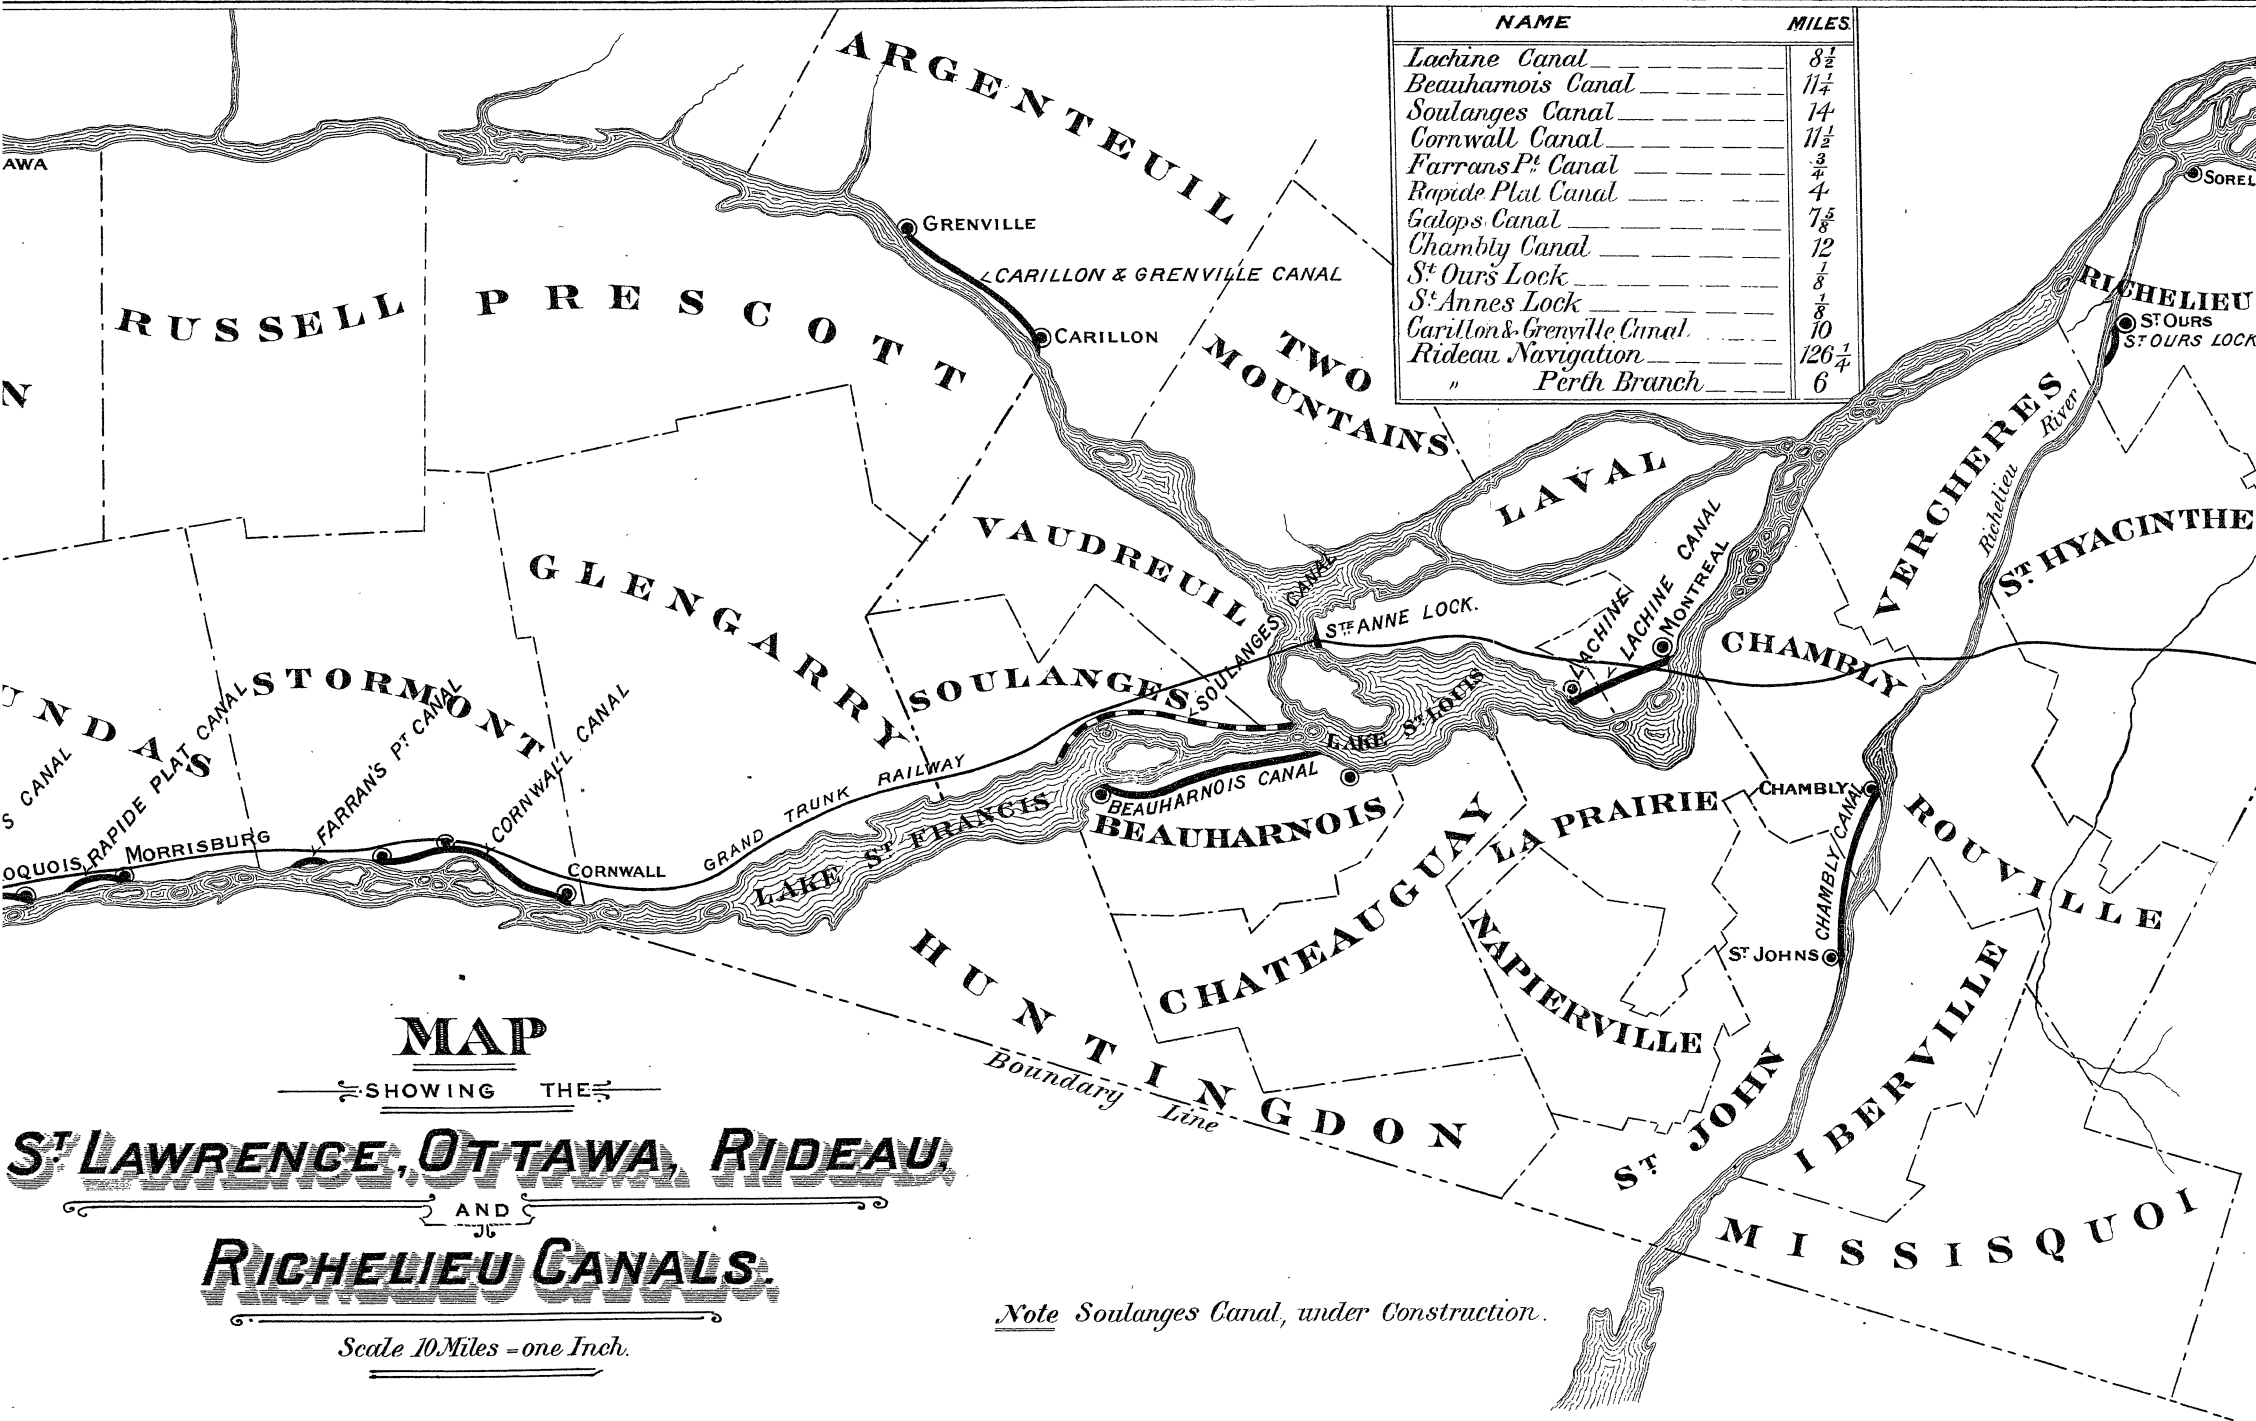 NAME MILES.
Lachine Canal 8½
Beauharnois Canal 11¼
Soulanges Canal 14
Cornwall Canal 11½
Farrans Pt. Canal ¾
Rapide Plat Canal 4
Galops Canal 7⅝
Chambly Canal 12
St. Ours Lock ⅛
St. Annes Lock ⅛
Carillon & Grenville Canal 10
Rideau Navigation 126¼
" Perth Branch 6
ARGENTEUIL
AWA
SOREL
GRENVILLE
CARILLON & GRENVILLE CANAL
RICHELIEU
RUSSELL
PRESCOTT
CARILLON
ST. OURS
ST. OURS LOCK
TWO
MOUNTAINS
N
VERCHERES
Richelieu River
LAVAL
VAUDREUIL
ST. HYACINTHE
GLENGARRY
SOULANGES CANAL
STE. ANNE LOCK.
LACHINE
LACHINE CANAL
MONTREAL
CHAMBLY
STORMONT
SOULANGES
UNDAS
LAKE ST. LOUIS
S CANAL
RAPIDE PLAT CANAL
FARRAN'S PT. CANAL
CORNWALL CANAL
GRAND TRUNK RAILWAY
BEAUHARNOIS CANAL
LAKE ST. FRANCIS
BEAUHARNOIS
LA PRAIRIE
CHAMBLY
CHAMBLY CANAL
ROUVILLE
OQUOIS
MORRISBURG
CORNWALL
HUNTINGDON
CHATEAUGUAY
NAPIERVILLE
ST. JOHNS
ST. JOHN
IBERVILLE
MISSISQUOI
Boundary Line
MAP
SHOWING THE
ST. LAWRENCE, OTTAWA, RIDEAU,
AND
RICHELIEU CANALS.
Scale 10 Miles = one Inch.
Note Soulanges Canal, under Construction.